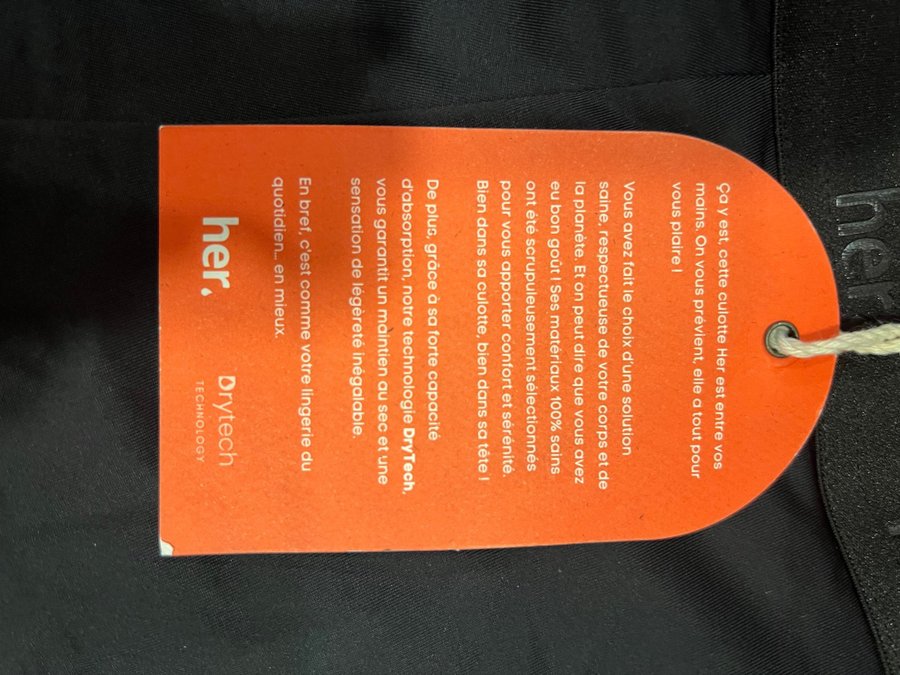 Ça y est, cette culotte Her est entre vos
mains. On vous prévient, elle a tout pour
vous plaire !
Vous avez fait le choix d'une solution
saine, respectueuse de votre corps et de
la planète. Et on peut dire que vous avez
eu bon goût ! Ses matériaux 100% sains
ont été scrupuleusement sélectionnés
pour vous apporter confort et sérénité.
Bien dans sa culotte, bien dans sa tête !
De plus, grâce à sa forte capacité
d'absorption, notre technologie DryTech,
vous garantit un maintien au sec et une
sensation de légèreté inégalable.
En bref, c'est comme votre lingerie du
quotidien... en mieux.
her.
Drytech
TECHNOLOGY
her